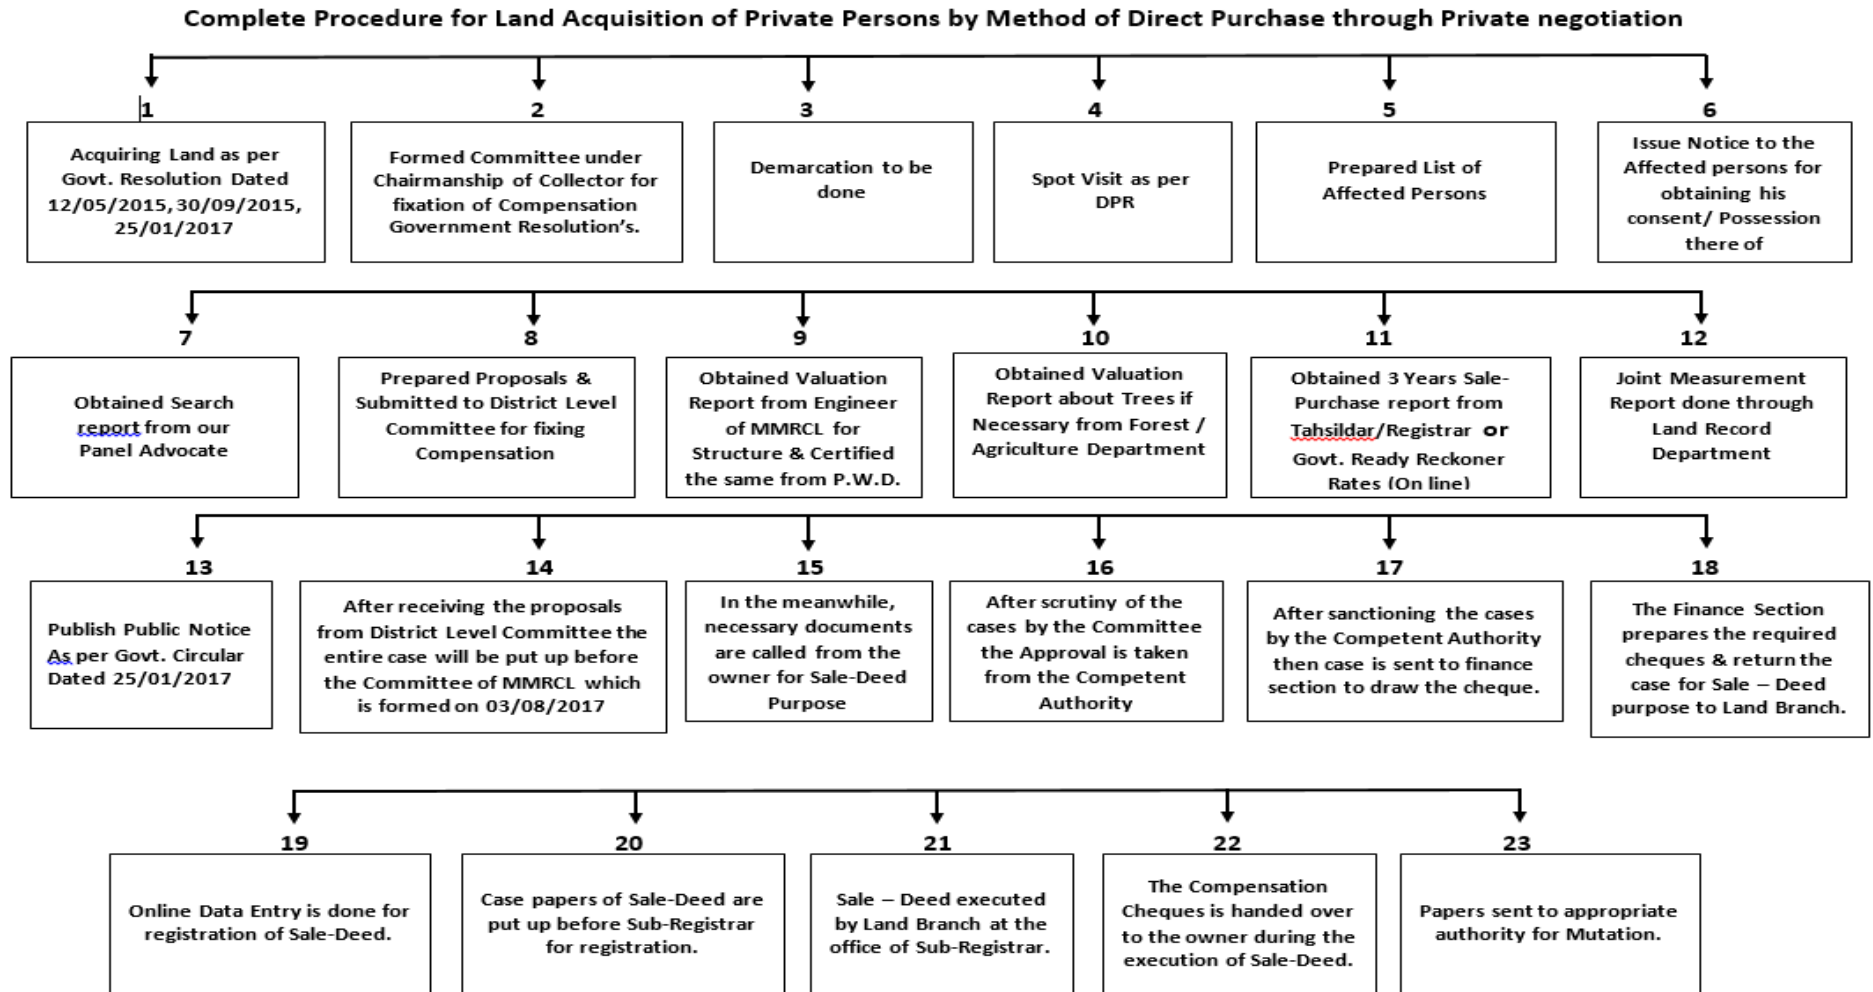 Complete Procedure for Land Acquisition of Private Persons by Method of Direct Purchase through Private negotiation
1
Acquiring Land as per
Govt. Resolution Dated
12/05/2015, 30/09/2015,
25/01/2017
2
Formed Committee under
Chairmanship of Collector for
fixation of Compensation
Government Resolution's.
3
Demarcation to be
done
4
Spot Visit as per
DPR
5
Prepared List of
Affected Persons
6
Issue Notice to the
Affected persons for
obtaining his
consent/ Possession
there of
7
Obtained Search
report from our
Panel Advocate
8
Prepared Proposals &
Submitted to District Level
Committee for fixing
Compensation
9
Obtained Valuation
Report from Engineer
of MMRCL for
Structure & Certified
the same from P.W.D.
10
Obtained Valuation
Report about Trees if
Necessary from Forest /
Agriculture Department
11
Obtained 3 Years Sale-
Purchase report from
Tahsildar/Registrar or
Govt. Ready Reckoner
Rates (On line)
12
Joint Measurement
Report done through
Land Record
Department
13
Publish Public Notice
As per Govt. Circular
Dated 25/01/2017
14
After receiving the proposals
from District Level Committee the
entire case will be put up before
the Committee of MMRCL which
is formed on 03/08/2017
15
In the meanwhile,
necessary documents
are called from the
owner for Sale-Deed
Purpose
16
After scrutiny of the
cases by the Committee
the Approval is taken
from the Competent
Authority
17
After sanctioning the cases
by the Competent Authority
then case is sent to finance
section to draw the cheque.
18
The Finance Section
prepares the required
cheques & return the
case for Sale – Deed
purpose to Land Branch.
19
Online Data Entry is done for
registration of Sale-Deed.
20
Case papers of Sale-Deed are
put up before Sub-Registrar
for registration.
21
Sale – Deed executed
by Land Branch at the
office of Sub-Registrar.
22
The Compensation
Cheques is handed over
to the owner during the
execution of Sale-Deed.
23
Papers sent to appropriate
authority for Mutation.